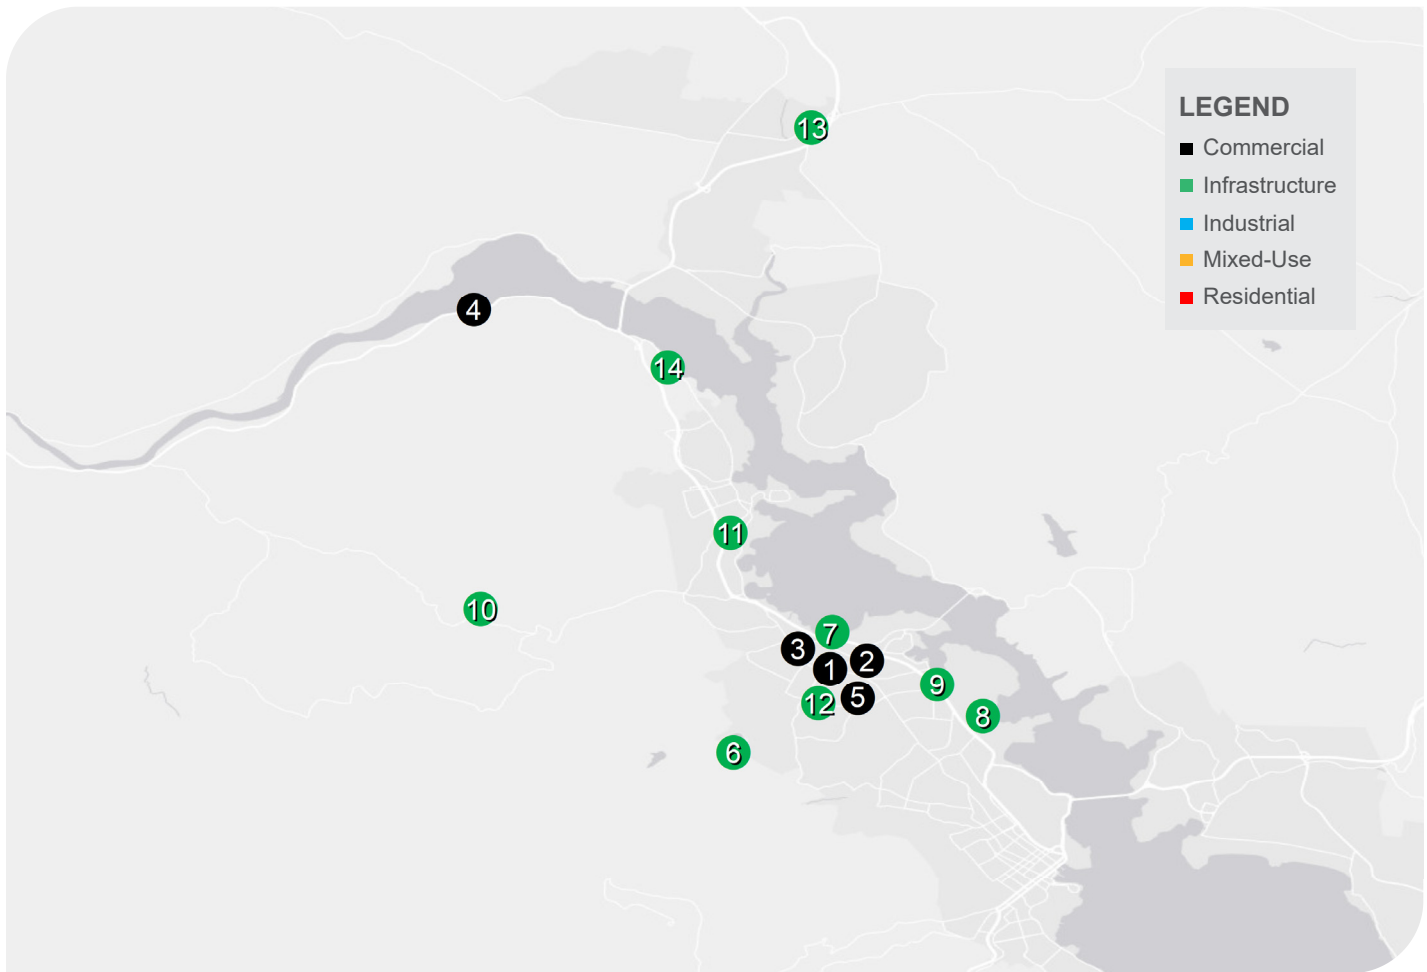 13
LEGEND
Commercial
Infrastructure
Industrial
Mixed-Use
Residential
4
14
11
10
7
3
2
1
9
5
12
8
6